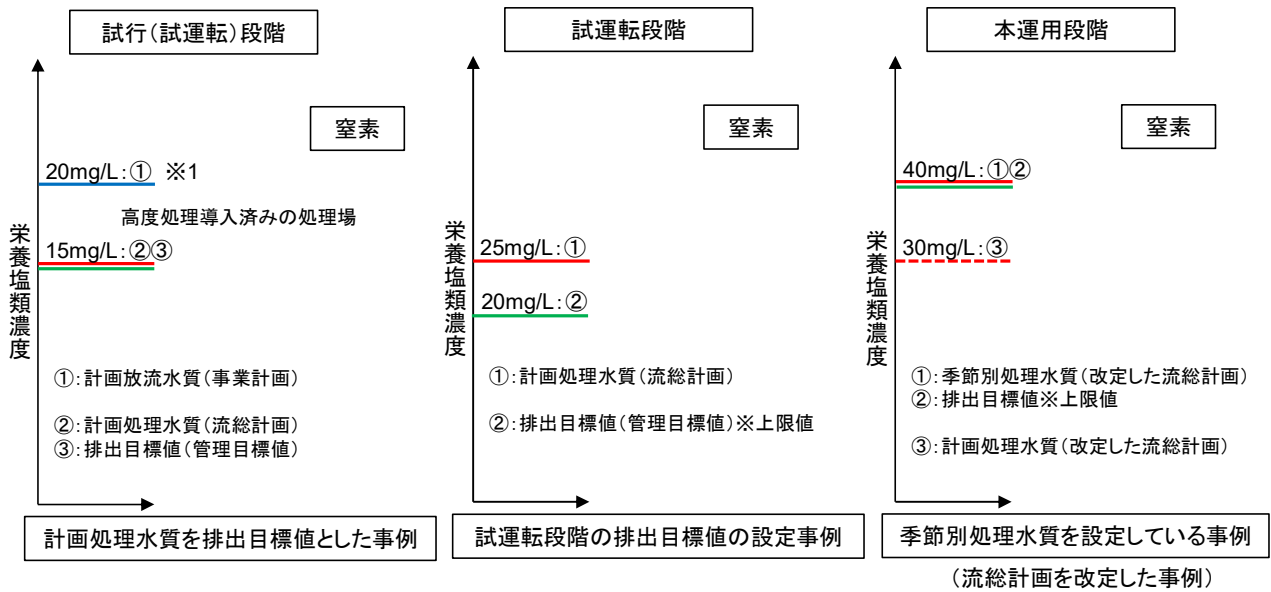 試行(試運転)段階
窒素
20mg/L:① ※1
高度処理導入済みの処理場
15mg/L:②③
栄養塩類濃度
①:計画放流水質(事業計画)
②:計画処理水質(流総計画)
③:排出目標値(管理目標値)
計画処理水質を排出目標値とした事例
試運転段階
窒素
25mg/L:①
20mg/L:②
栄養塩類濃度
①:計画処理水質(流総計画)
②:排出目標値(管理目標値)※上限値
試運転段階の排出目標値の設定事例
本運用段階
窒素
40mg/L:①②
30mg/L:③
栄養塩類濃度
①:季節別処理水質(改定した流総計画)
②:排出目標値※上限値
③:計画処理水質(改定した流総計画)
季節別処理水質を設定している事例
(流総計画を改定した事例)